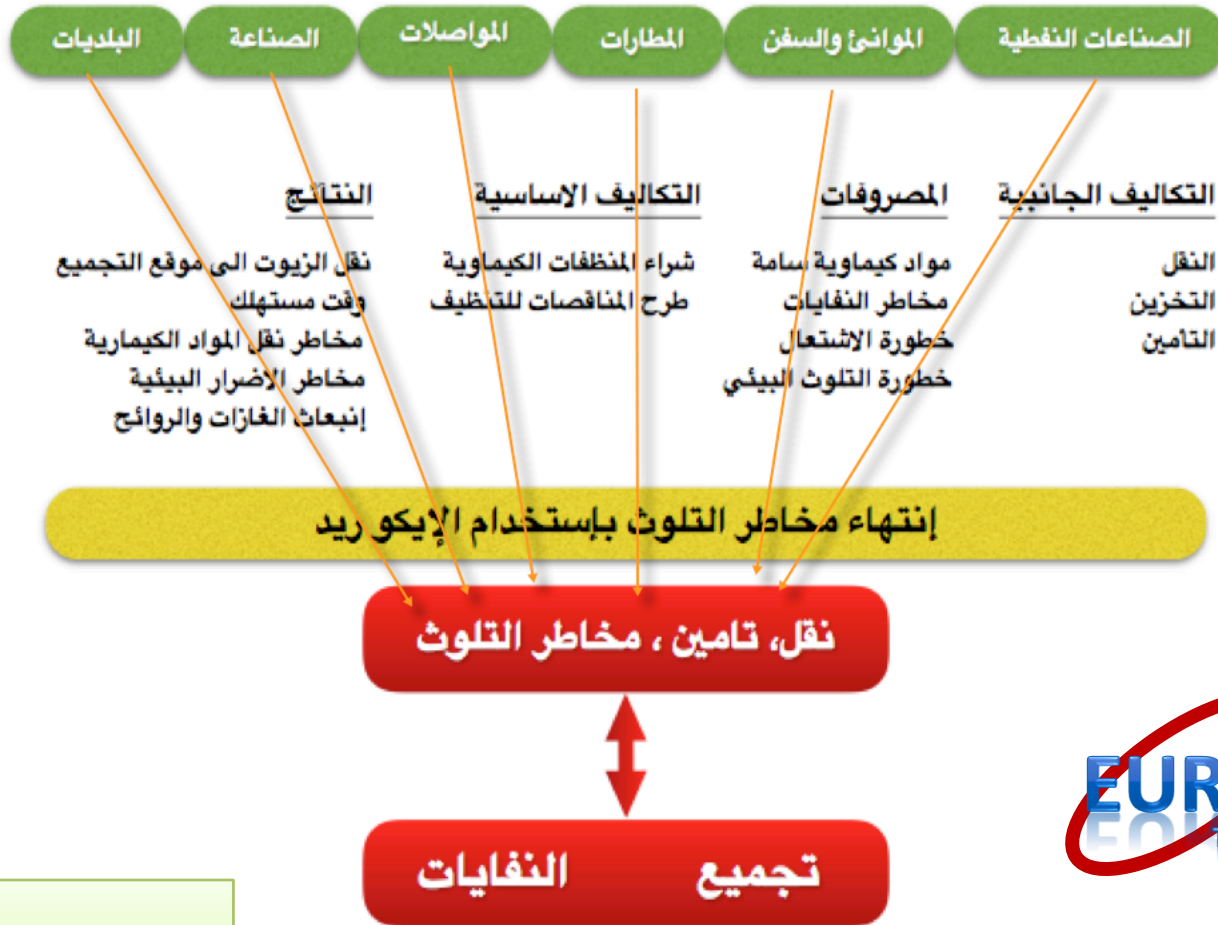 الصناعات النفطية
الموانئ والسفن
المطارات
المواصلات
الصناعة
البلديات
التكاليف الجانبية
النقل
التخزين
التأمين
المصروفات
مواد كيماوية سامة
مخاطر النفايات
خطورة الاشتعال
خطورة التلوث البيئي
التكاليف الاساسية
شراء المنظفات الكيماوية
طرح المناقصات للتنظيف
النتائج
نقل الزيوت الى موقع التجميع
وقت مستهلك
مخاطر نقل المواد الكيمارية
مخاطر الاضرار البيئية
إنبعاث الغازات والروائح
إنتهاء مخاطر التلوث بإستخدام الإيكو ريد
نقل، تامين ، مخاطر التلوث
تجميع النفايات
EUR